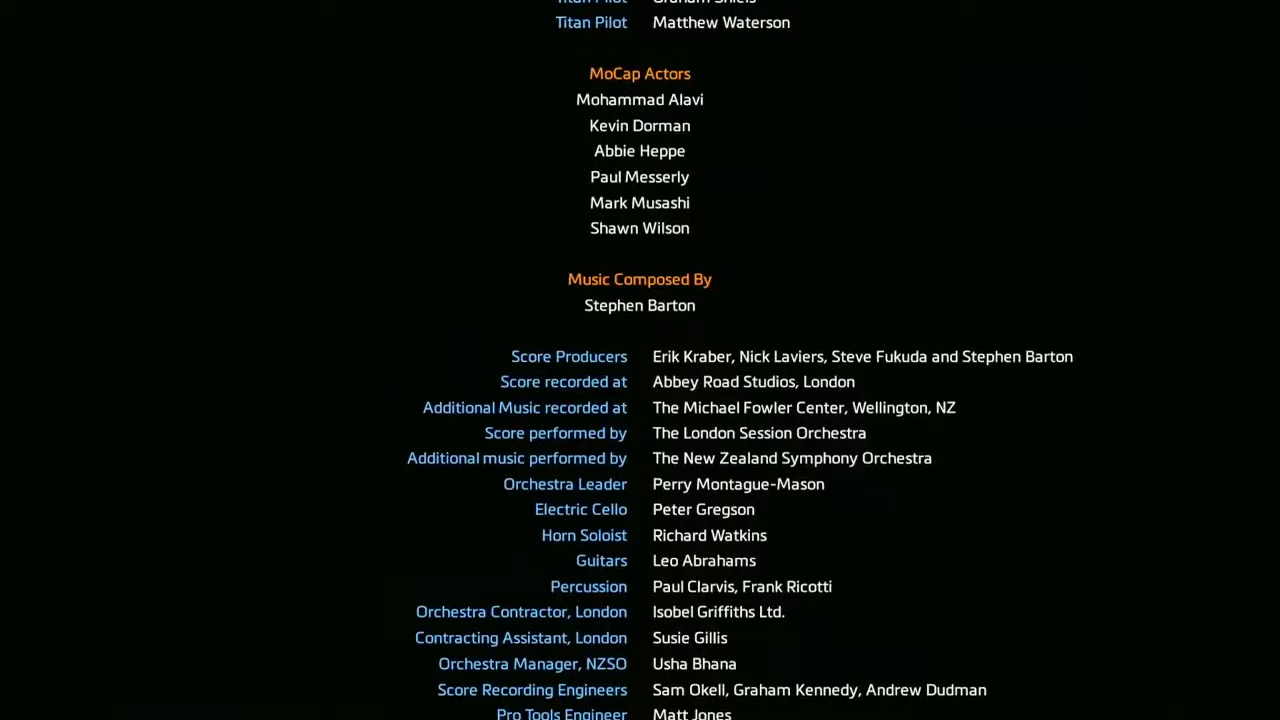 Titan Pilot Graham Shiels
Titan Pilot Matthew Waterson
MoCap Actors
Mohammad Alavi
Kevin Dorman
Abbie Heppe
Paul Messerly
Mark Musashi
Shawn Wilson
Music Composed By
Stephen Barton
Score Producers Erik Kraber, Nick Laviers, Steve Fukuda and Stephen Barton
Score recorded at Abbey Road Studios, London
Additional Music recorded at The Michael Fowler Center, Wellington, NZ
Score performed by The London Session Orchestra
Additional music performed by The New Zealand Symphony Orchestra
Orchestra Leader Perry Montague-Mason
Electric Cello Peter Gregson
Horn Soloist Richard Watkins
Guitars Leo Abrahams
Percussion Paul Clarvis, Frank Ricotti
Orchestra Contractor, London Isobel Griffiths Ltd.
Contracting Assistant, London Susie Gillis
Orchestra Manager, NZSO Usha Bhana
Score Recording Engineers Sam Okell, Graham Kennedy, Andrew Dudman
Pro Tools Engineer Matt Jones